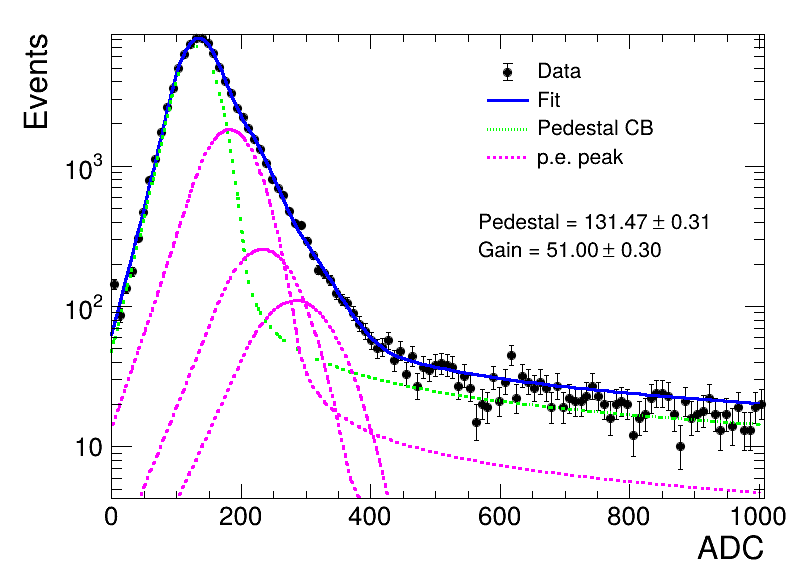 Events
Data
Fit
Pedestal CB
p.e. peak
Pedestal = 131.47 ± 0.31
Gain = 51.00 ± 0.30
10³
10²
10
0 200 400 600 800 1000
ADC